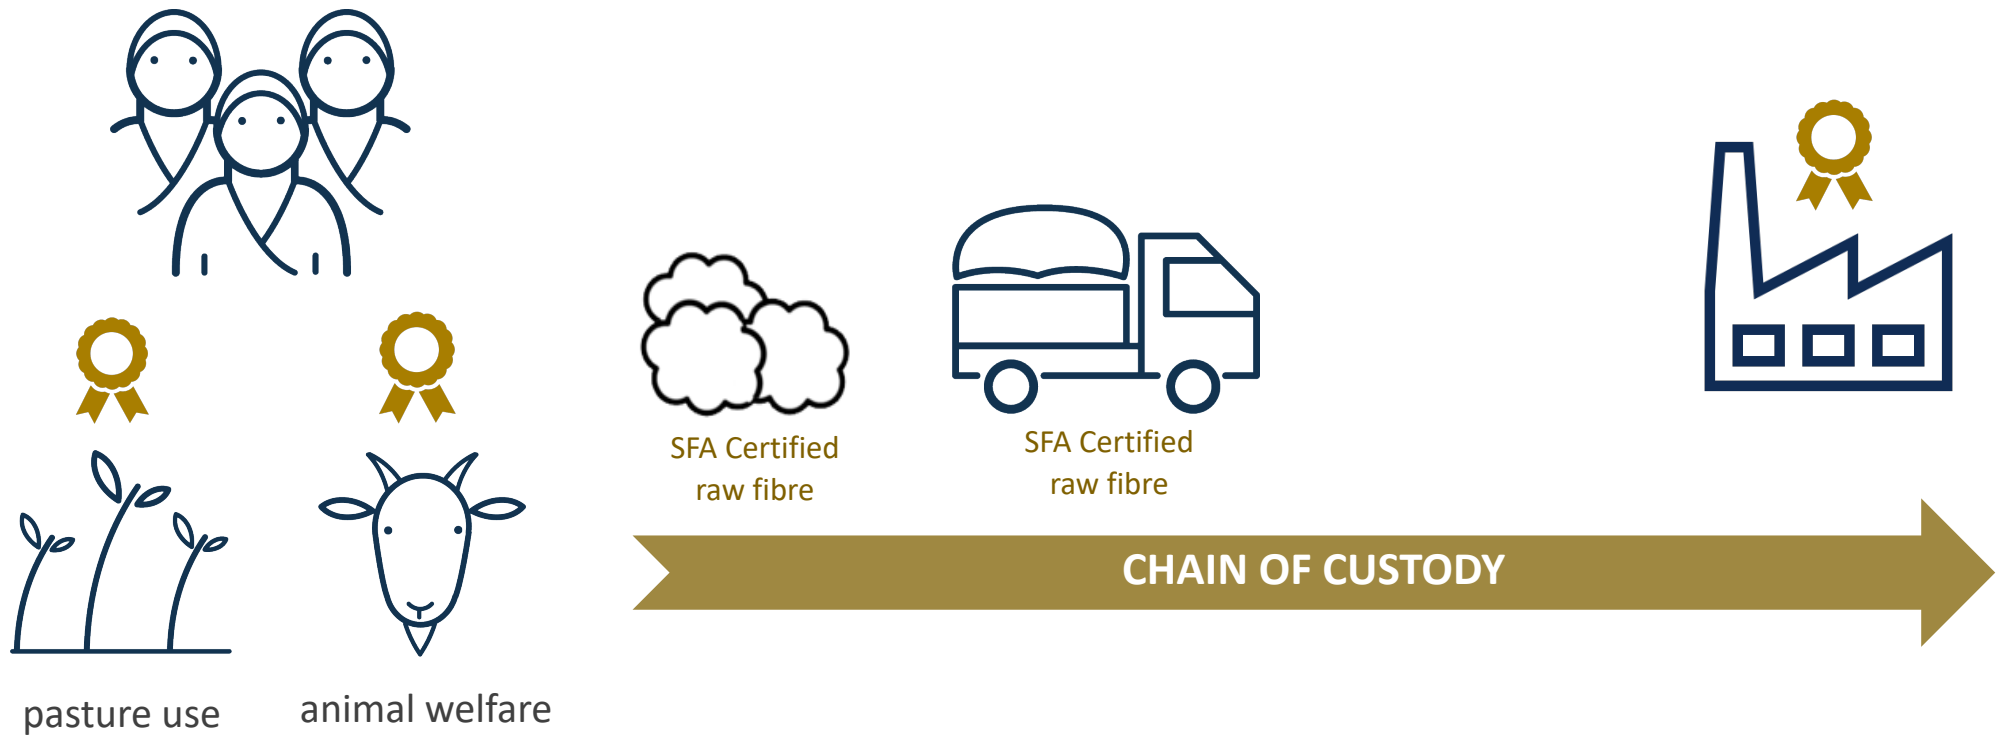 SFA Certified
raw fibre
SFA Certified
raw fibre
CHAIN OF CUSTODY
pasture use
animal welfare